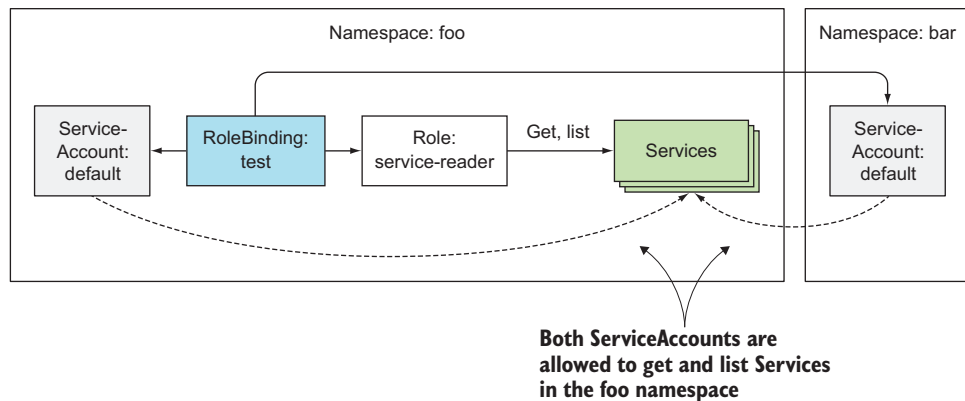 Namespace: foo
Namespace: bar
Service-
Account:
default
RoleBinding:
test
Role:
service-reader
Get, list
Services
Service-
Account:
default
Both ServiceAccounts are
allowed to get and list Services
in the foo namespace